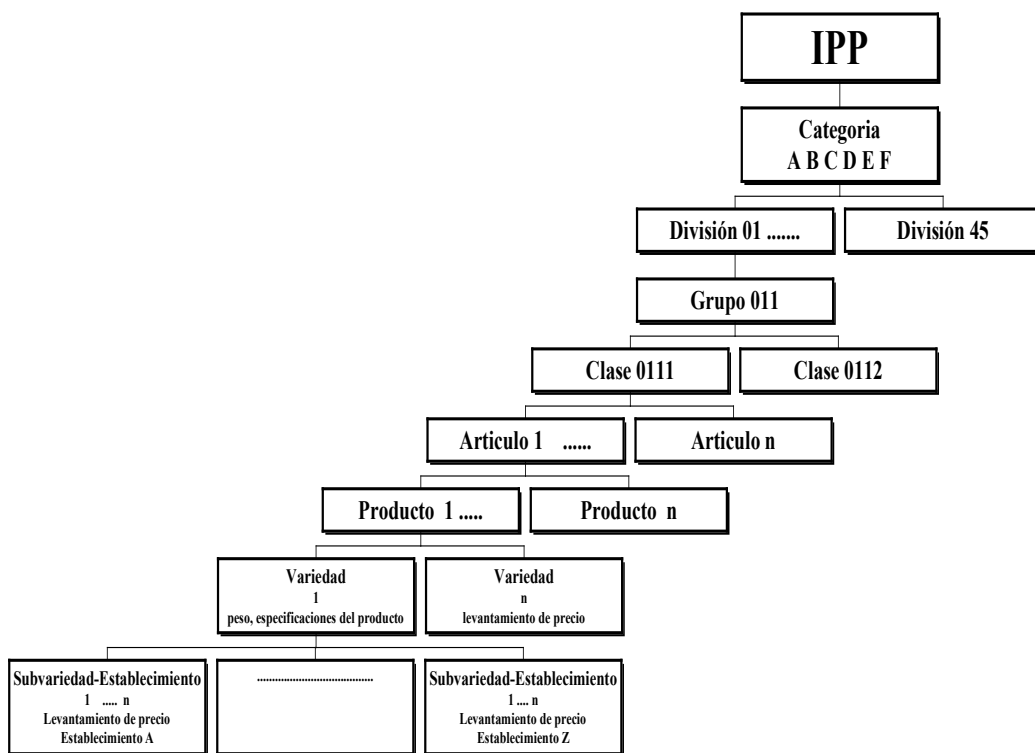 IPP
Categoria
A B C D E F
División 01 .......
División 45
Grupo 011
Clase 0111
Clase 0112
Articulo 1 ......
Articulo n
Producto 1 .....
Producto n
Variedad
1
peso, especificaciones del producto
Variedad
n
levantamiento de precio
Subvariedad-Establecimiento
1 ..... n
Levantamiento de precio
Establecimiento A
.......................................
Subvariedad-Establecimiento
1 .... n
Levantamiento de precio
Establecimiento Z